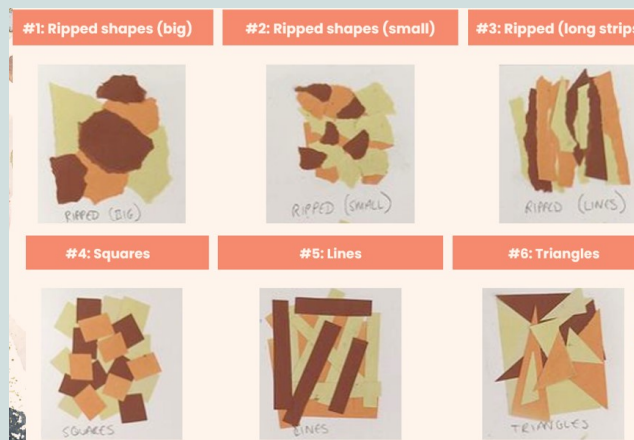 #1: Ripped shapes (big)
#2: Ripped shapes (small)
#3: Ripped (long strips
RIPPED (BIG)
RIPPED (SMALL)
RIPPED (LINES)
#4: Squares
#5: Lines
#6: Triangles
SQUARES
LINES
TRIANGLES